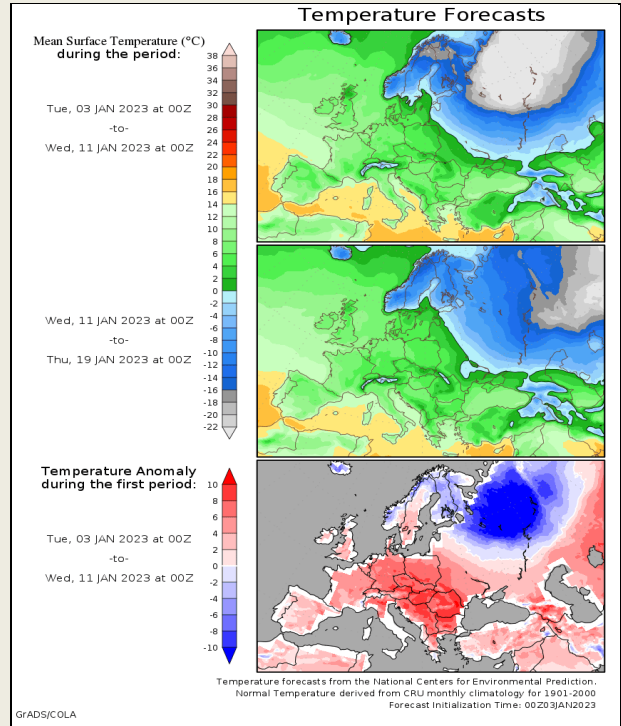 Temperature Forecasts
Mean Surface Temperature (°C)
during the period:
Tue, 03 JAN 2023 at 00Z
-to-
Wed, 11 JAN 2023 at 00Z
38
36
34
32
30
28
26
24
22
20
18
16
14
12
10
8
6
4
2
0
-2
-4
-6
-8
-10
-12
-14
-16
-18
-20
-22
Wed, 11 JAN 2023 at 00Z
-to-
Thu, 19 JAN 2023 at 00Z
Temperature Anomaly
during the first period:
Tue, 03 JAN 2023 at 00Z
-to-
Wed, 11 JAN 2023 at 00Z
10
8
6
4
2
0
-2
-4
-6
-8
-10
Temperature forecasts from the National Centers for Environmental Prediction.
Normal Temperature derived from CRU monthly climatology for 1901-2000
Forecast Initialization Time: 00Z03JAN2023
GrADS/COLA